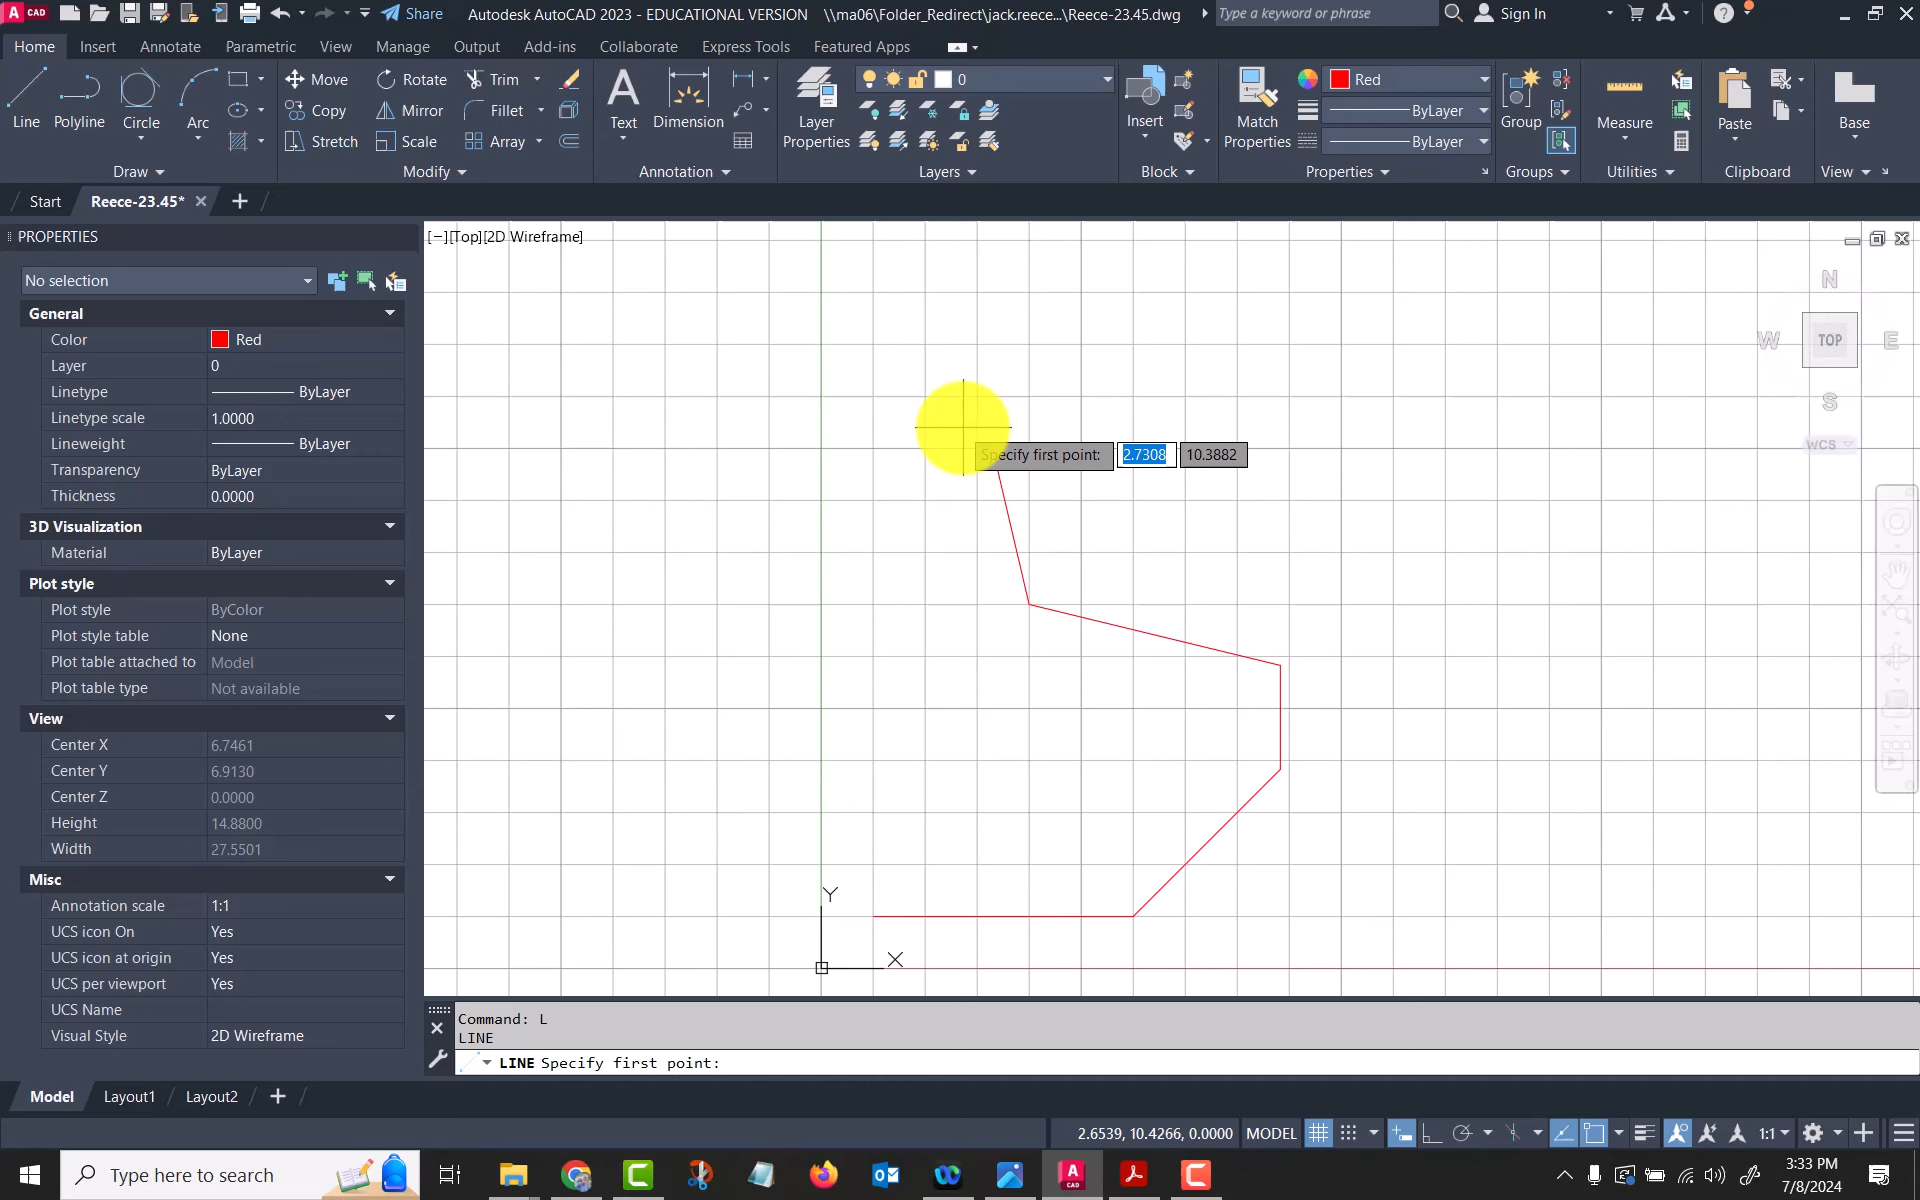 A CAD
Share
Autodesk AutoCAD 2023 - EDUCATIONAL VERSION
\\ma06\Folder_Redirect\jack.reece...\Reece-23.45.dwg
Type a keyword or phrase
Sign In
Home
Insert
Annotate
Parametric
View
Manage
Output
Add-ins
Collaborate
Express Tools
Featured Apps
Line
Polyline
Circle
Arc
Move
Rotate
Trim
Copy
Mirror
Fillet
Stretch
Scale
Array
A
Text
Dimension
Layer
Properties
0
Insert
Match
Properties
Red
ByLayer
ByLayer
Group
Measure
Paste
Base
Draw
Modify
Annotation
Layers
Block
Properties
Groups
Utilities
Clipboard
View
Start
Reece-23.45*
PROPERTIES
No selection
General
Color Red
Layer 0
Linetype ByLayer
Linetype scale 1.0000
Lineweight ByLayer
Transparency ByLayer
Thickness 0.0000
3D Visualization
Material ByLayer
Plot style
Plot style ByColor
Plot style table None
Plot table attached to Model
Plot table type Not available
View
Center X 6.7461
Center Y 6.9130
Center Z 0.0000
Height 14.8800
Width 27.5501
Misc
Annotation scale 1:1
UCS icon On Yes
UCS icon at origin Yes
UCS per viewport Yes
UCS Name
Visual Style 2D Wireframe
[−][Top][2D Wireframe]
N
W
TOP
E
S
WCS
Specify first point: 2.7308 10.3882
Y
X
Command: L
LINE
LINE Specify first point:
Model
Layout1
Layout2
2.6539, 10.4266, 0.0000
MODEL
1:1
Type here to search
A
CAD
3:33 PM
7/8/2024